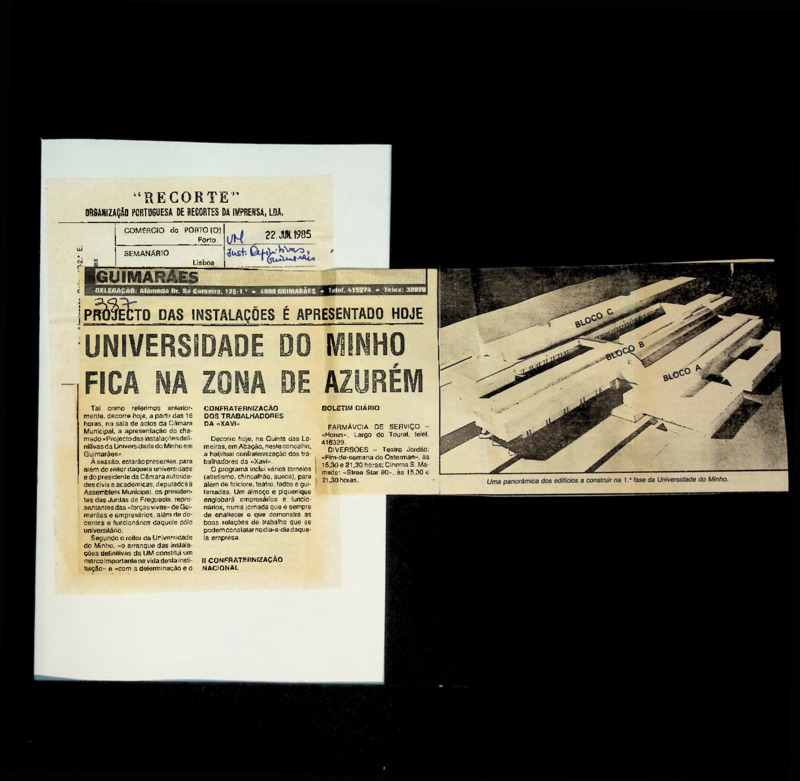 "RECORTE"
ORGANIZAÇÃO PORTUGUESA DE RECORTES DA IMPRENSA, LDA.
COMÉRCIO do PORTO (O)
Porto
SEMANÁRIO
Lisboa
UM
22. JUN. 1985
Inst. Definitivas,
Guimarães
GUIMARÃES
DELEGAÇÃO: Alameda Dr. Sá Carneiro, 125-1.° — 4800 GUIMARÃES — Telef. 415274 — Telex: 32879
387
PROJECTO DAS INSTALAÇÕES É APRESENTADO HOJE
UNIVERSIDADE DO MINHO
FICA NA ZONA DE AZURÉM
Tal como referimos anterior-
mente, decorre hoje, a partir das 16
horas, na sala de actos da Câmara
Municipal, a apresentação do cha-
mado «Projecto das instalações defi-
nitivas da Universidade do Minho em
Guimarães».
À sessão, estarão presentes, para
além do reitor daquela universidade
e do presidente da Câmara autorida-
des civis e académicas, deputados à
Assembleia Municipal, os presiden-
tes das Juntas de Freguesia, repre-
sentantes das «forças vivas» de Gui-
marães e empresários, além de do-
centes e funcionários daquele pólo
universitário.
Segundo o reitor da Universidade
do Minho, «o arranque das instala-
ções definitivas da UM constitui um
marco importante na vida desta insti-
tuição» e «com a determinação e o
CONFRATERNIZAÇÃO
DOS TRABALHADORES
DA «XAVI»
Decorre hoje, na Quinta das La-
meiras, em Abação, neste concelho,
a habitual confraternização dos tra-
balhadores da «Xavi».
O programa inclui vários torneios
(atletismo, chinquilho, sueca), para
além de folclore, teatro, fados e gui-
tarradas. Um almoço e piquenique
englobará empresários e funcio-
nários, numa jornada que é sempre
de enaltecer e que demonstra as
boas relações de trabalho que se
podem constatar no dia-a-dia daque-
la empresa.
II CONFRATERNIZAÇÃO
NACIONAL
BOLETIM DIÁRIO
FARMÁVCIA DE SERVIÇO -
«Horus», Largo do Toural, telef.
416329.
DIVERSÕES - Teatro Jordão:
«Fim-de-semana de Osterman», às
15,30 e 21,30 horas; Cinema S. Ma-
mede: «Stree Star 80», às 15,30 e
21,30 horas.
BLOCO C
BLOCO B
BLOCO A
Uma panorâmica dos edifícios a construir na 1.ª fase da Universidade do Minho.